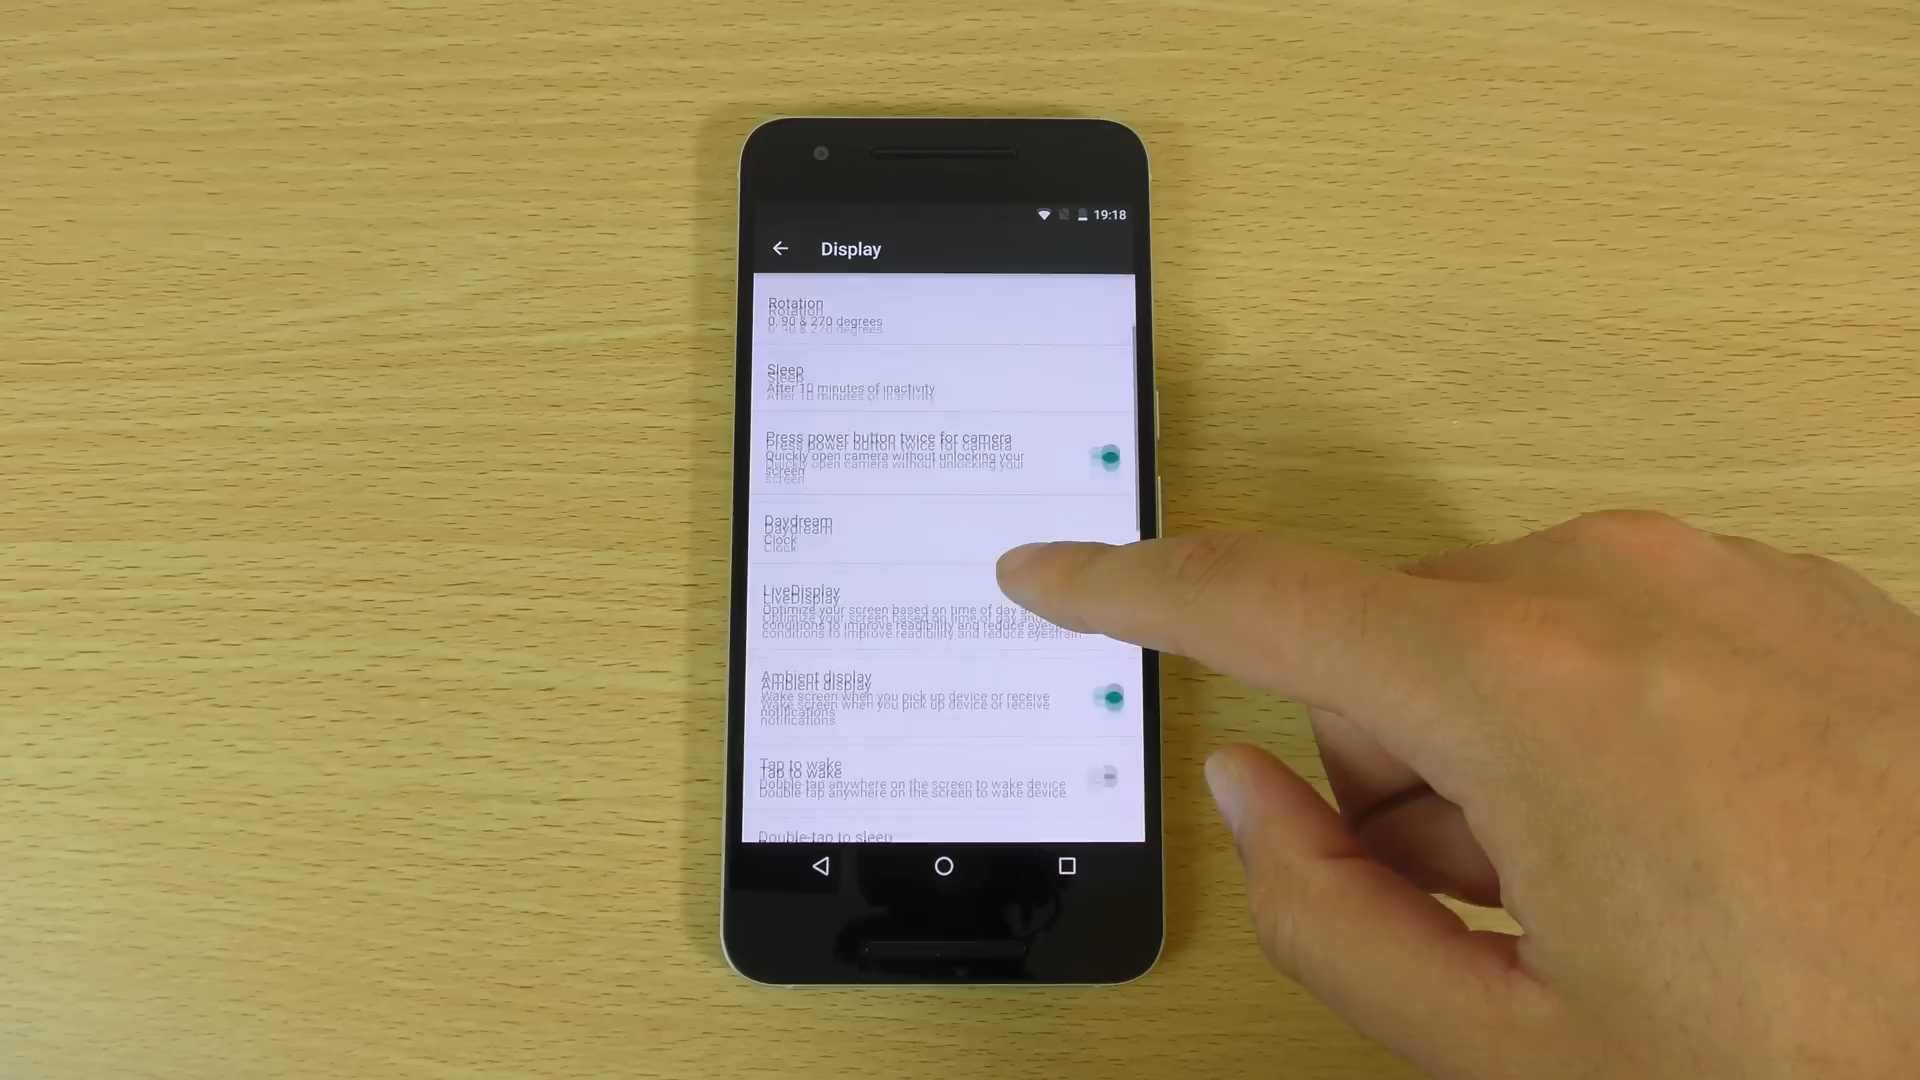 19:18
Display
Rotation
0, 90 & 270 degrees
Sleep
After 10 minutes of inactivity
Press power button twice for camera
Quickly open camera without unlocking your
screen
Daydream
Clock
LiveDisplay
Optimize your screen based on time of day
conditions to improve readibility and reduce eyestrain
Ambient display
Wake screen when you pick up device or receive
notifications
Tap to wake
Double tap anywhere on the screen to wake device
Double-tap to sleep